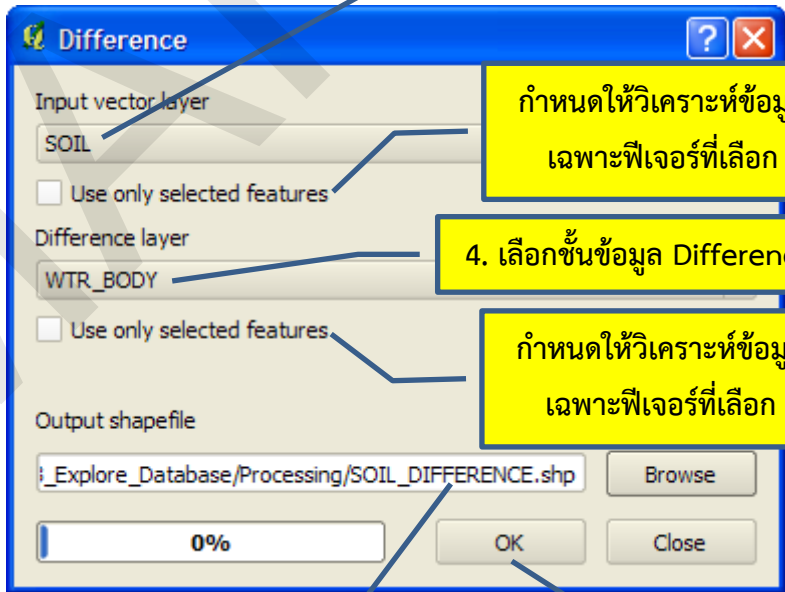 Difference
Input vector layer
กำหนดให้วิเคราะห์ข้อมู
เฉพาะฟีเจอร์ที่เลือก
SOIL
Use only selected features
Difference layer
4. เลือกชั้นข้อมูล Differen
WTR_BODY
Use only selected features
กำหนดให้วิเคราะห์ข้อมู
เฉพาะฟีเจอร์ที่เลือก
Output shapefile
_Explore_Database/Processing/SOIL_DIFFERENCE.shp Browse
0% OK Close